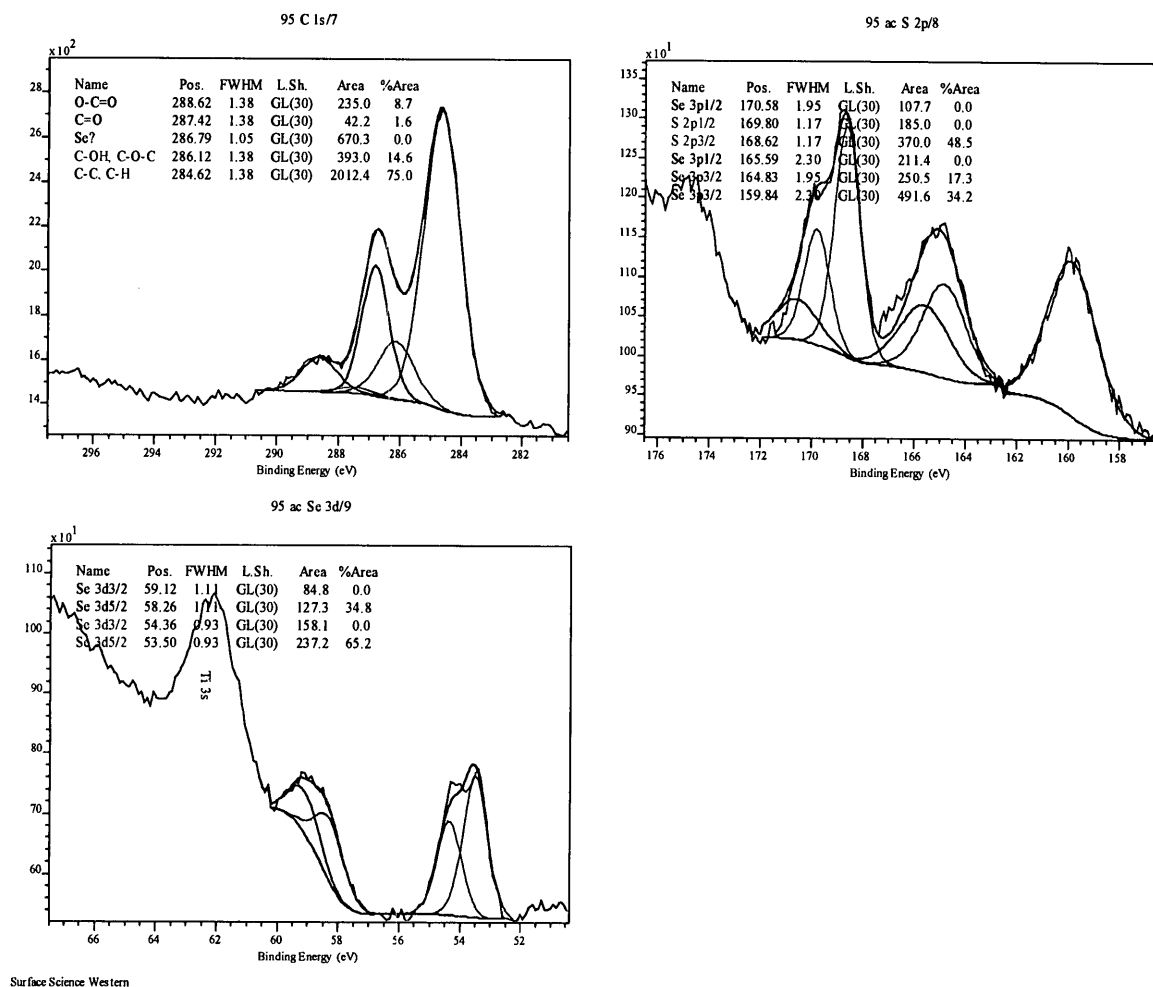 95 C 1s/7
x10²
Name Pos. FWHM L.Sh. Area %Area
O-C=O 288.62 1.38 GL(30) 235.0 8.7
C=O 287.42 1.38 GL(30) 42.2 1.6
Se? 286.79 1.05 GL(30) 670.3 0.0
C-OH, C-O-C 286.12 1.38 GL(30) 393.0 14.6
C-C, C-H 284.62 1.38 GL(30) 2012.4 75.0
28
26
24
22
20
18
16
14
296 294 292 290 288 286 284 282
Binding Energy (eV)
95 ac S 2p/8
x10¹
Name Pos. FWHM L.Sh. Area %Area
Se 3p1/2 170.58 1.95 GL(30) 107.7 0.0
S 2p1/2 169.80 1.17 GL(30) 185.0 0.0
S 2p3/2 168.62 1.17 GL(30) 370.0 48.5
Se 3p1/2 165.59 2.30 GL(30) 211.4 0.0
Se 3p3/2 164.83 1.95 GL(30) 250.5 17.3
Se 3p3/2 159.84 2.30 GL(30) 491.6 34.2
135
130
125
120
115
110
105
100
95
90
176 172 168 164 160 158
Binding Energy (eV)
95 ac Se 3d/9
x10¹
Name Pos. FWHM L.Sh. Area %Area
Se 3d3/2 59.12 1.11 GL(30) 84.8 0.0
Se 3d5/2 58.26 1.11 GL(30) 127.3 34.8
Se 3d3/2 54.36 0.93 GL(30) 158.1 0.0
Se 3d5/2 53.50 0.93 GL(30) 237.2 65.2
Ti 3s
110
100
90
80
70
60
66 64 62 60 58 56 54 52
Binding Energy (eV)
Surface Science Western